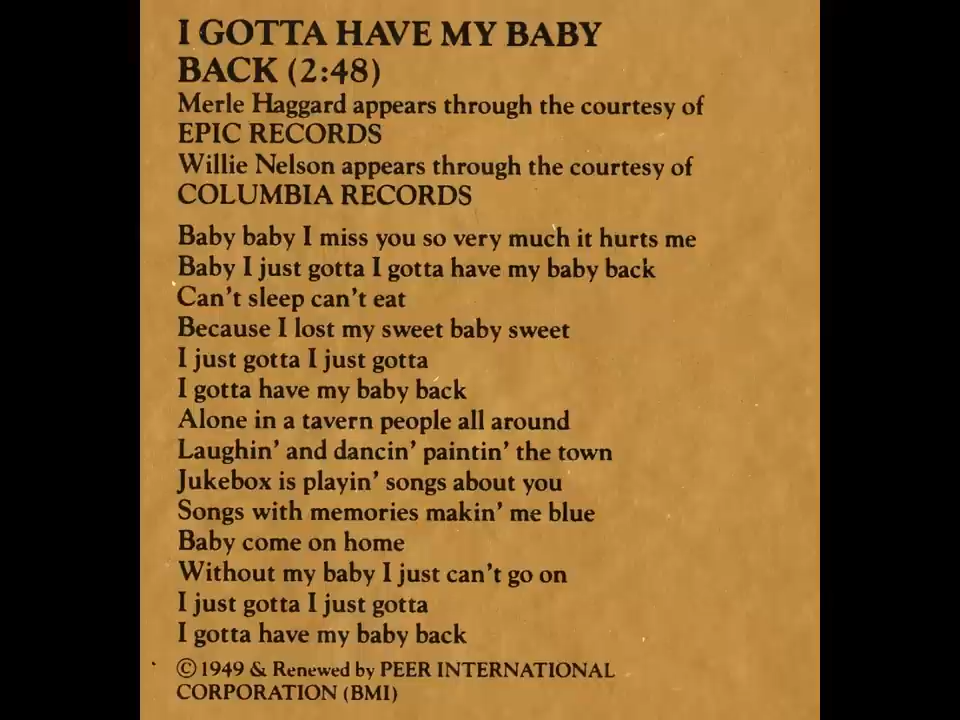 I GOTTA HAVE MY BABY
BACK (2:48)
Merle Haggard appears through the courtesy of
EPIC RECORDS
Willie Nelson appears through the courtesy of
COLUMBIA RECORDS
Baby baby I miss you so very much it hurts me
Baby I just gotta I gotta have my baby back
Can't sleep can't eat
Because I lost my sweet baby sweet
I just gotta I just gotta
I gotta have my baby back
Alone in a tavern people all around
Laughin' and dancin' paintin' the town
Jukebox is playin' songs about you
Songs with memories makin' me blue
Baby come on home
Without my baby I just can't go on
I just gotta I just gotta
I gotta have my baby back
© 1949 & Renewed by PEER INTERNATIONAL
CORPORATION (BMI)